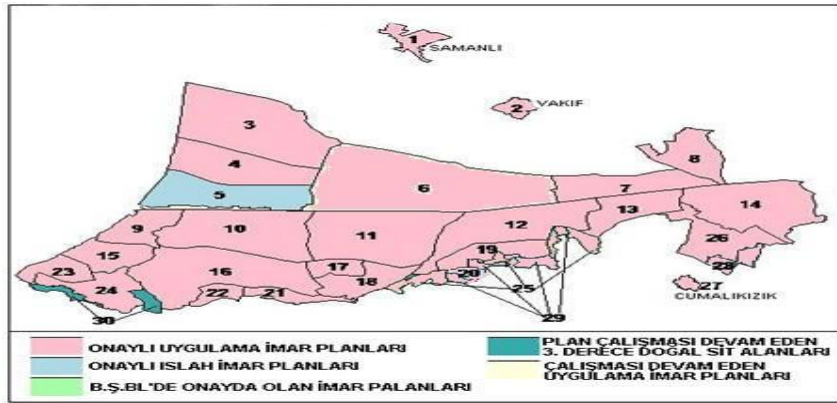 1
SAMANLI
2 VAKIF
3
4
5
6
7
8
9
10
11
12
13
14
15
16
17
18
19
20
21
22
23
24
25
26
27
CUMALIKIZIK
28
29
30
ONAYLI UYGULAMA İMAR PLANLARI
ONAYLI ISLAH İMAR PLANLARI
B.Ş.BL'DE ONAYDA OLAN İMAR PALANLARI
PLAN ÇALIŞMASI DEVAM EDEN
3. DERECE DOĞAL SİT ALANLARI
ÇALIŞMASI DEVAM EDEN
UYGULAMA İMAR PLANLARI